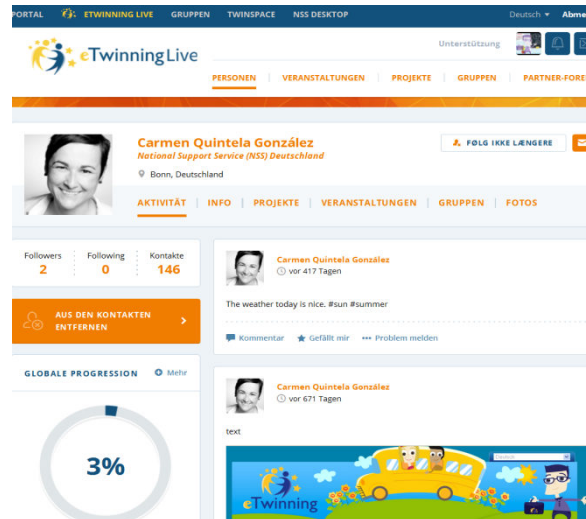 PORTAL ETWINNING LIVE GRUPPEN TWINSPACE NSS DESKTOP Deutsch Abme
eTwinningLive
Unterstützung
PERSONEN VERANSTALTUNGEN PROJEKTE GRUPPEN PARTNER-FORE
Carmen Quintela González
National Support Service (NSS) Deutschland
Bonn, Deutschland
FØLG IKKE LÆNGERE
AKTIVITÄT INFO PROJEKTE VERANSTALTUNGEN GRUPPEN FOTOS
Followers Following Kontakte
2 0 146
AUS DEN KONTAKTEN
ENTFERNEN
GLOBALE PROGRESSION Mehr
3%
Carmen Quintela González
vor 417 Tagen
The weather today is nice. #sun #summer
Kommentar Gefällt mir Problem melden
Carmen Quintela González
vor 671 Tagen
text
eTwinning